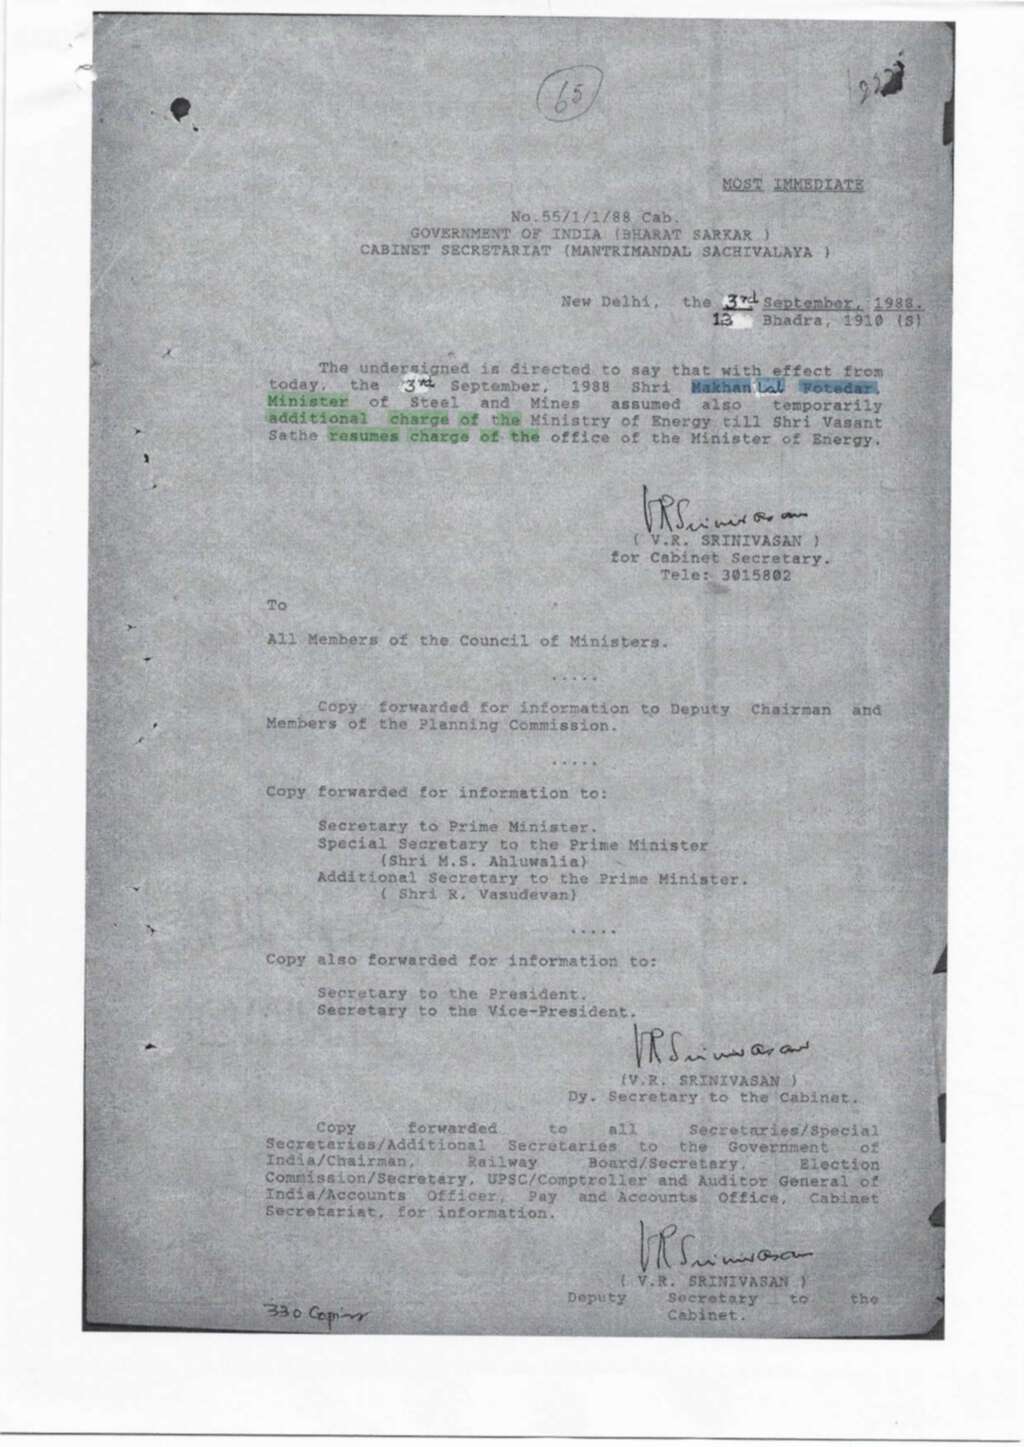 65
MOST IMMEDIATE
No.55/1/1/88 Cab.
GOVERNMENT OF INDIA (BHARAT SARKAR )
CABINET SECRETARIAT (MANTRIMANDAL SACHIVALAYA )
New Delhi, the 3rd September, 1988.
13 Bhadra, 1910 (S)
The undersigned is directed to say that with effect from
today, the 3rd September, 1988 Shri Makhan Lal Fotedar,
Minister of Steel and Mines assumed also temporarily
additional charge of the Ministry of Energy till Shri Vasant
Sathe resumes charge of the office of the Minister of Energy.
VRSrinivasan
( V.R. SRINIVASAN )
for Cabinet Secretary.
Tele: 3015802
To
All Members of the Council of Ministers.
.....
Copy forwarded for information to Deputy Chairman and
Members of the Planning Commission.
.....
Copy forwarded for information to:
Secretary to Prime Minister.
Special Secretary to the Prime Minister
(Shri M.S. Ahluwalia)
Additional Secretary to the Prime Minister.
( Shri R. Vasudevan)
.....
Copy also forwarded for information to:
Secretary to the President.
Secretary to the Vice-President.
VRSrinivasan
(V.R. SRINIVASAN )
Dy. Secretary to the Cabinet.
Copy forwarded to all Secretaries/Special
Secretaries/Additional Secretaries to the Government of
India/Chairman, Railway Board/Secretary, Election
Commission/Secretary, UPSC/Comptroller and Auditor General of
India/Accounts Officer, Pay and Accounts Office, Cabinet
Secretariat, for information.
VRSrinivasan
( V.R. SRINIVASAN )
Deputy Secretary to the
Cabinet.
330 Copies